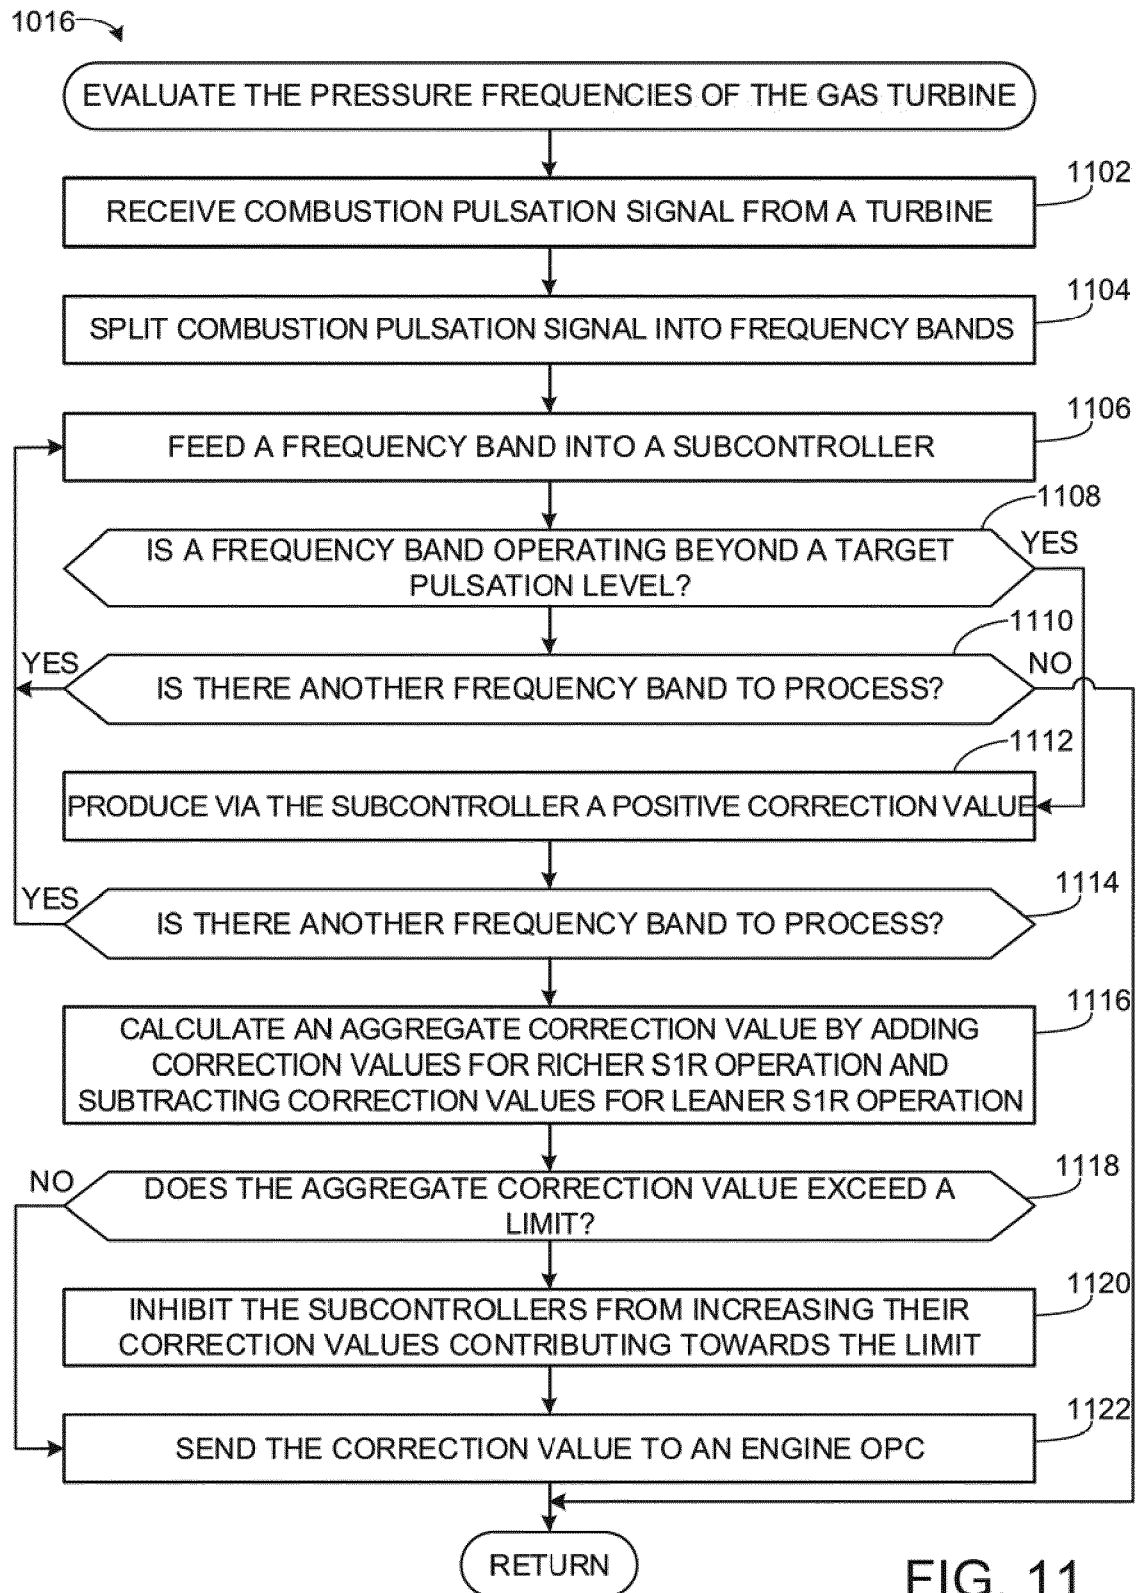 1016
EVALUATE THE PRESSURE FREQUENCIES OF THE GAS TURBINE
1102
RECEIVE COMBUSTION PULSATION SIGNAL FROM A TURBINE
1104
SPLIT COMBUSTION PULSATION SIGNAL INTO FREQUENCY BANDS
1106
FEED A FREQUENCY BAND INTO A SUBCONTROLLER
1108
IS A FREQUENCY BAND OPERATING BEYOND A TARGET
PULSATION LEVEL?
YES
1110
YES
IS THERE ANOTHER FREQUENCY BAND TO PROCESS?
NO
1112
PRODUCE VIA THE SUBCONTROLLER A POSITIVE CORRECTION VALUE
1114
YES
IS THERE ANOTHER FREQUENCY BAND TO PROCESS?
1116
CALCULATE AN AGGREGATE CORRECTION VALUE BY ADDING
CORRECTION VALUES FOR RICHER S1R OPERATION AND
SUBTRACTING CORRECTION VALUES FOR LEANER S1R OPERATION
1118
NO
DOES THE AGGREGATE CORRECTION VALUE EXCEED A
LIMIT?
1120
INHIBIT THE SUBCONTROLLERS FROM INCREASING THEIR
CORRECTION VALUES CONTRIBUTING TOWARDS THE LIMIT
1122
SEND THE CORRECTION VALUE TO AN ENGINE OPC
RETURN
FIG. 11